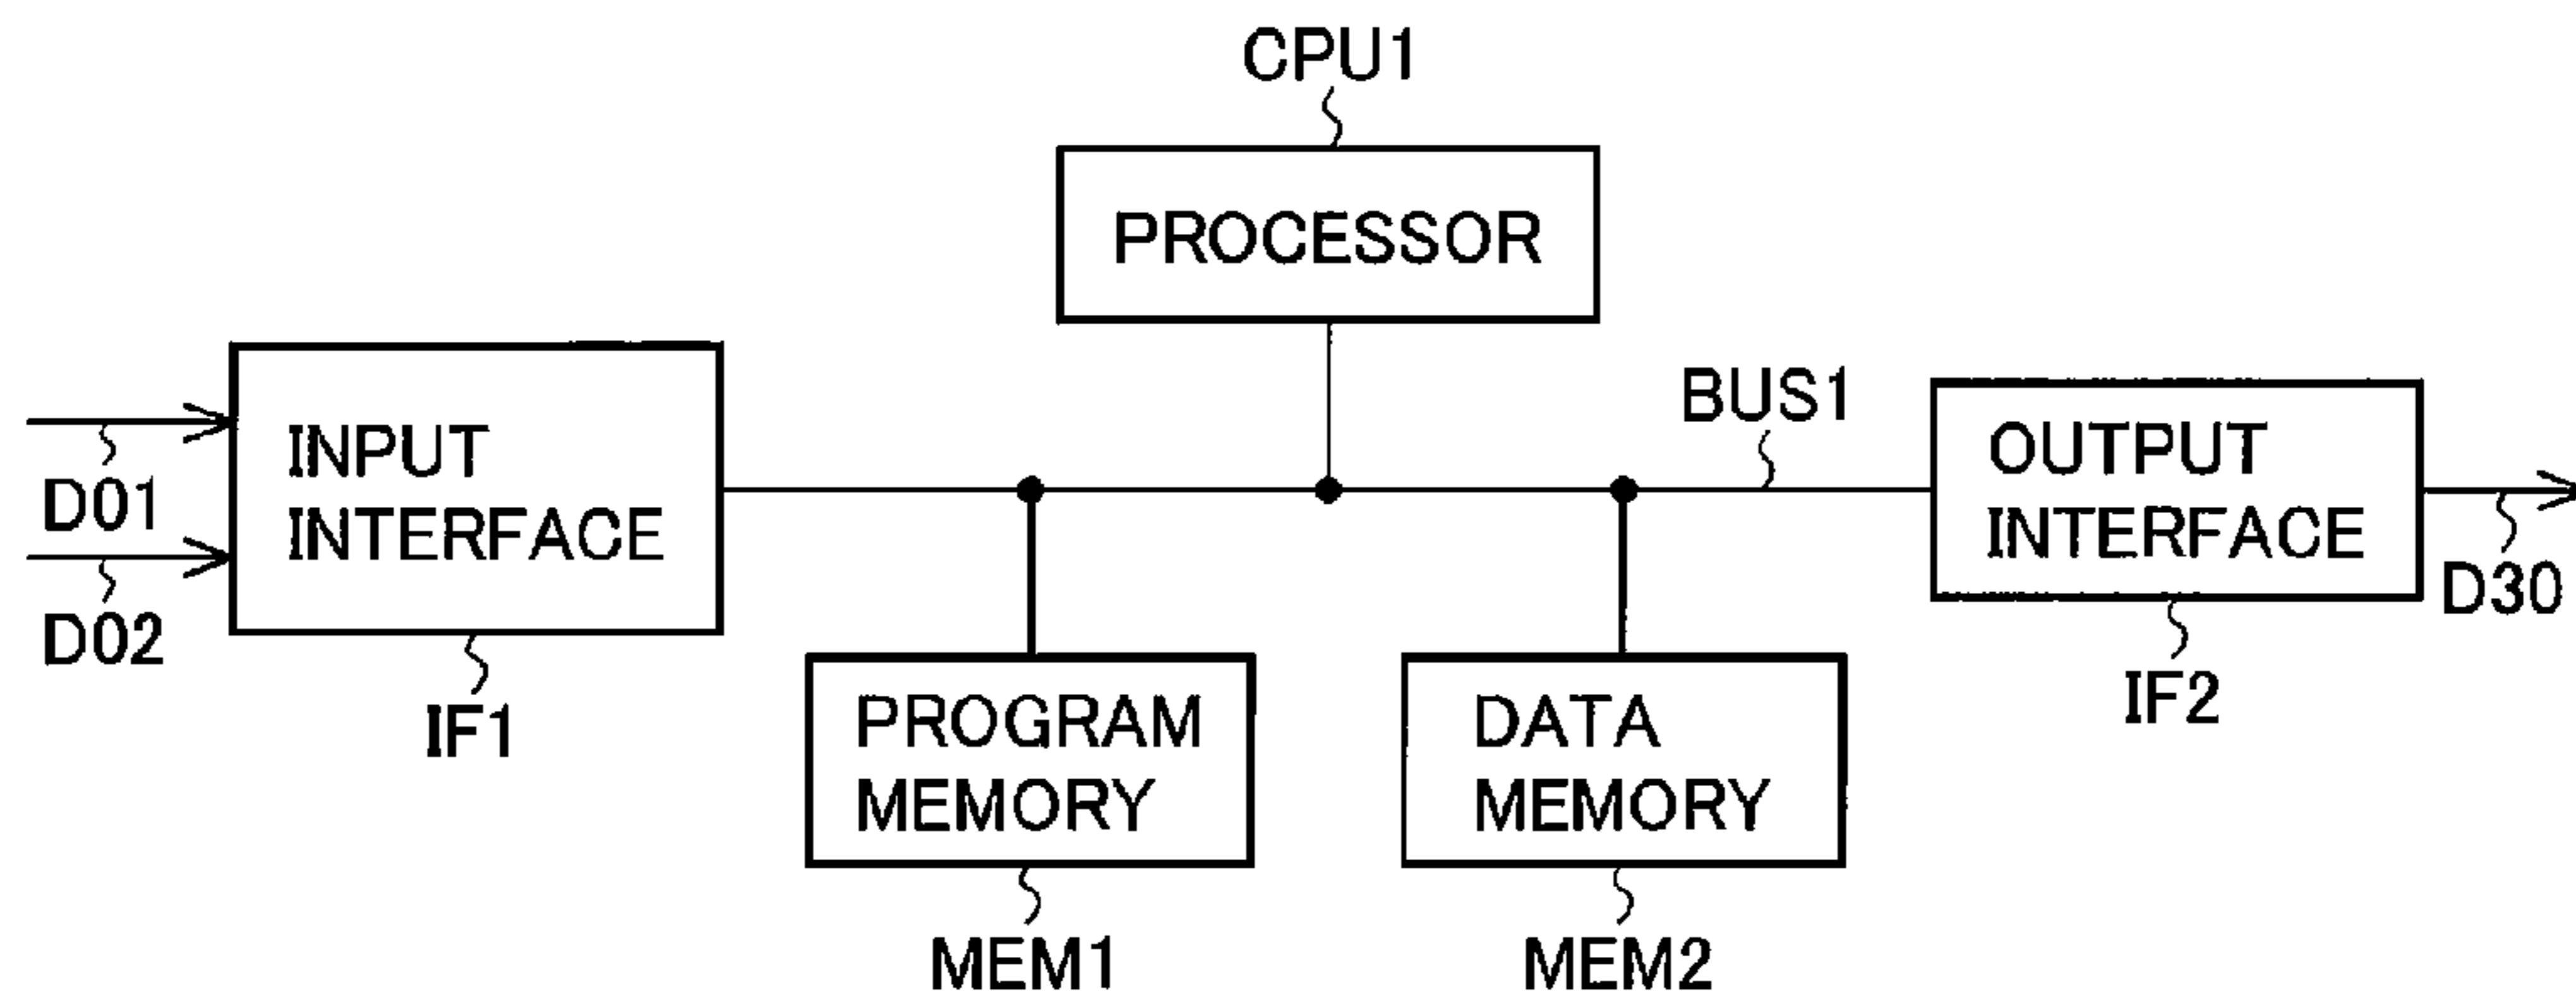 CPU1
PROCESSOR
BUS1
INPUT
INTERFACE
D01
D02
IF1
OUTPUT
INTERFACE
D30
IF2
PROGRAM
MEMORY
MEM1
DATA
MEMORY
MEM2